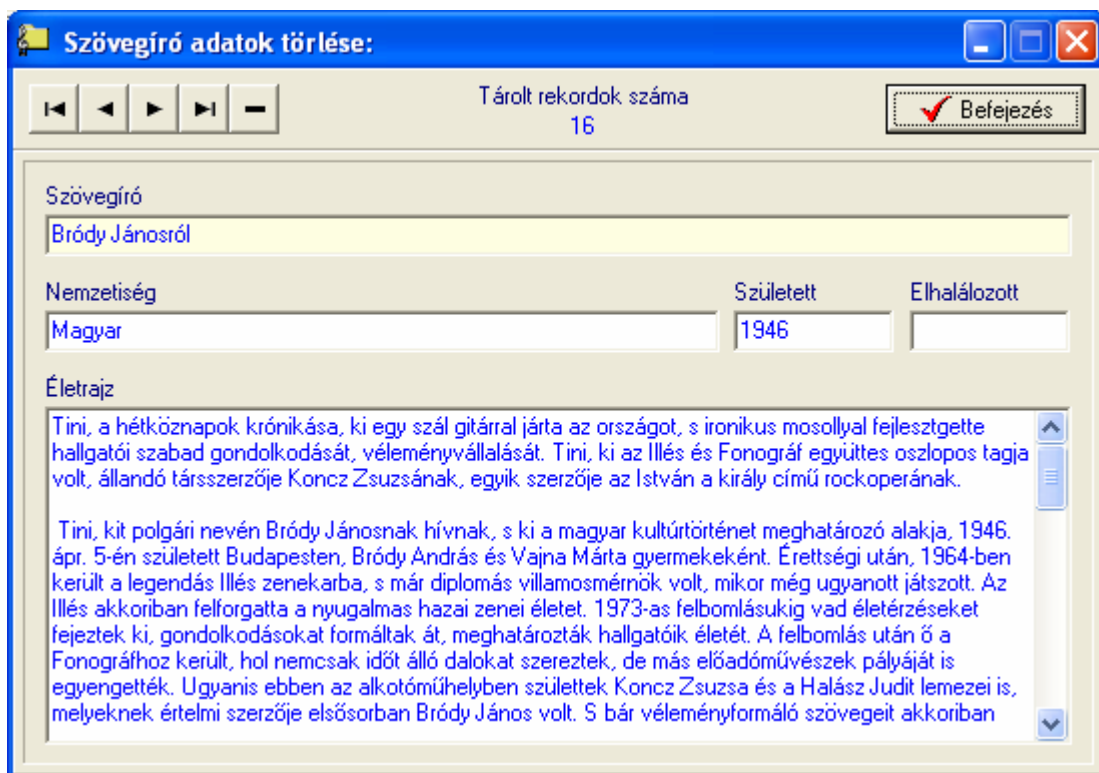 Szövegíró adatok törlése:
Tárolt rekordok száma
16
Befejezés
Szövegíró
Bródy Jánosról
Nemzetiség
Született
Elhalálozott
Magyar
1946
Életrajz
Tini, a hétköznapok krónikása, ki egy szál gitárral járta az országot, s ironikus mosollyal fejlesztgette
hallgatói szabad gondolkodását, véleményvállalását. Tini, ki az Illés és Fonográf együttes oszlopos tagja
volt, állandó társszerzője Koncz Zsuzsának, egyik szerzője az István a király című rockoperának.
Tini, kit polgári nevén Bródy Jánosnak hívnak, s ki a magyar kultúrtörténet meghatározó alakja, 1946.
ápr. 5-én született Budapesten, Bródy András és Vajna Márta gyermekeként. Érettségi után, 1964-ben
került a legendás Illés zenekarba, s már diplomás villamosmérnök volt, mikor még ugyanott játszott. Az
Illés akkoriban felforgatta a nyugalmas hazai zenei életet. 1973-as felbomlásukig vad életérzéseket
fejeztek ki, gondolkodásokat formáltak át, meghatározták hallgatóik életét. A felbomlás után ő a
Fonográfhoz került, hol nemcsak időt álló dalokat szereztek, de más előadóművészek pályáját is
egyengették. Ugyanis ebben az alkotóműhelyben születtek Koncz Zsuzsa és a Halász Judit lemezei is,
melyeknek értelmi szerzője elsősorban Bródy János volt. S bár véleményformáló szövegeit akkoriban